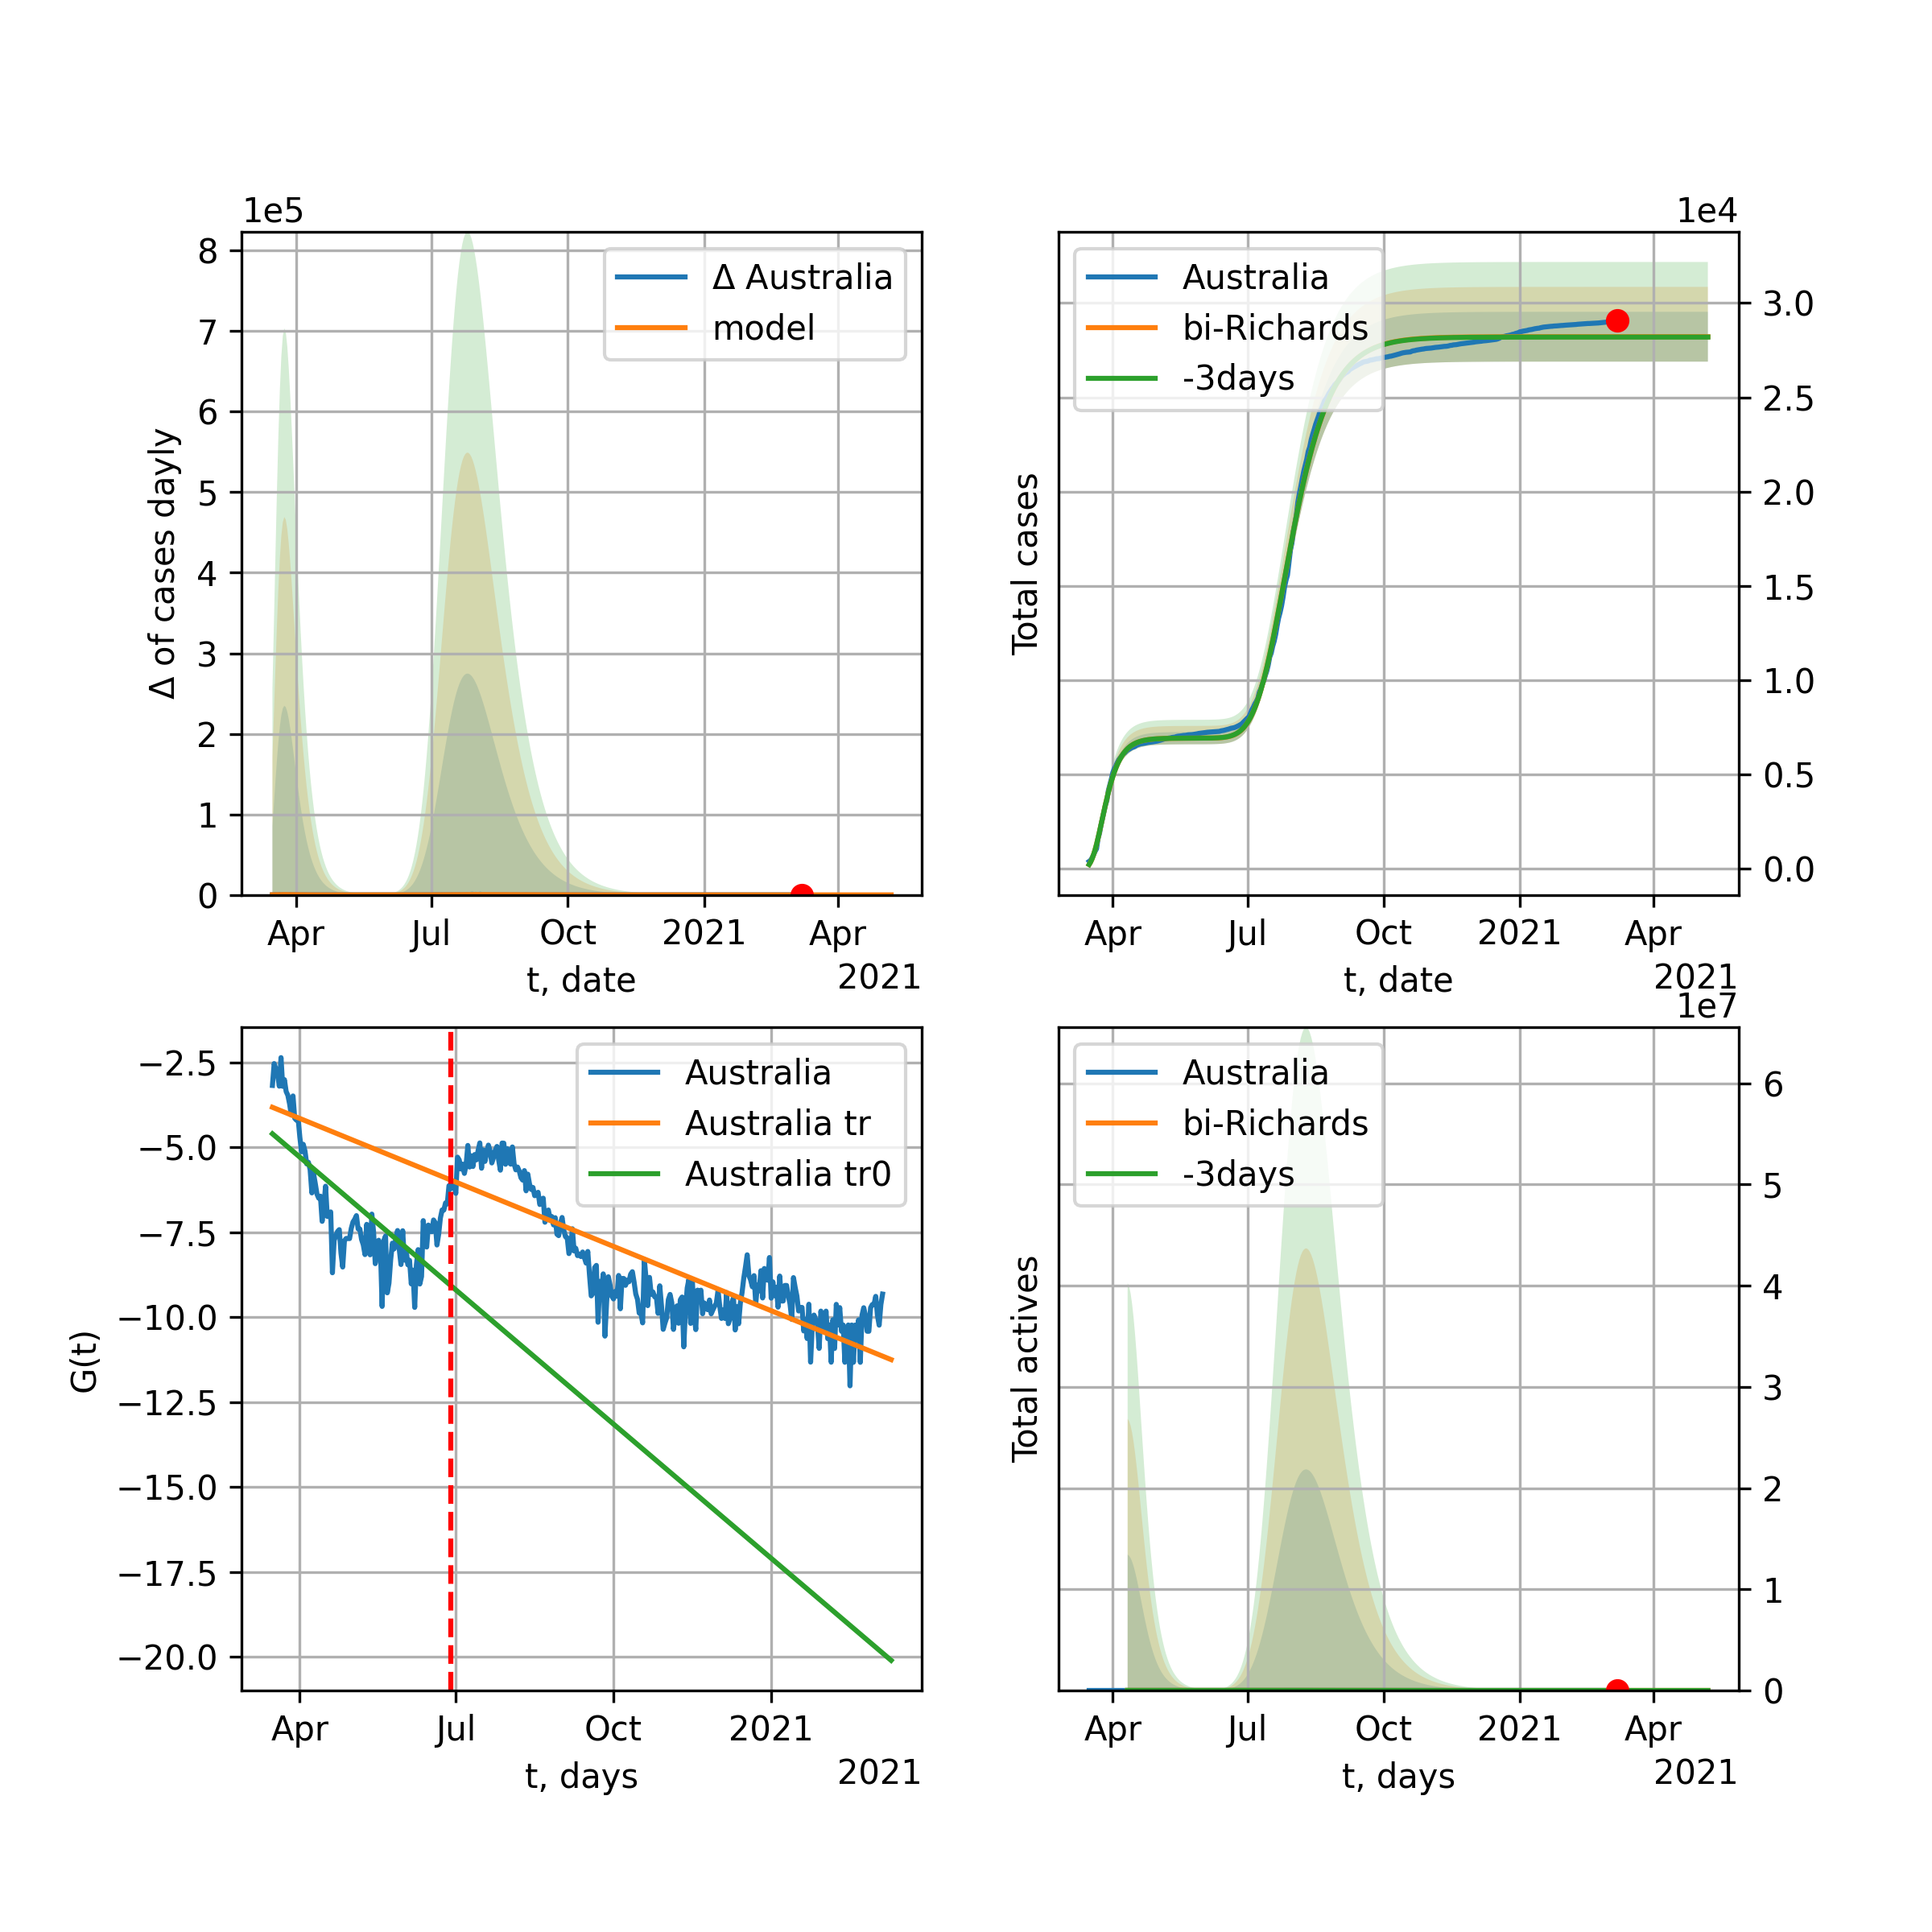 1e5
8
7
6
5
4
3
2
1
0
Δ of cases dayly
Δ Australia
model
Apr Jul Oct 2021 Apr
t, date
2021
1e4
Total cases
Australia
bi-Richards
-3days
3.0
2.5
2.0
1.5
1.0
0.5
0.0
Apr Jul Oct 2021 Apr
t, date
2021
−2.5
−5.0
−7.5
−10.0
−12.5
−15.0
−17.5
−20.0
G(t)
Australia
Australia tr
Australia tr0
Apr Jul Oct 2021
t, days
2021
1e7
Total actives
Australia
bi-Richards
-3days
6
5
4
3
2
1
0
Apr Jul Oct 2021 Apr
t, days
2021